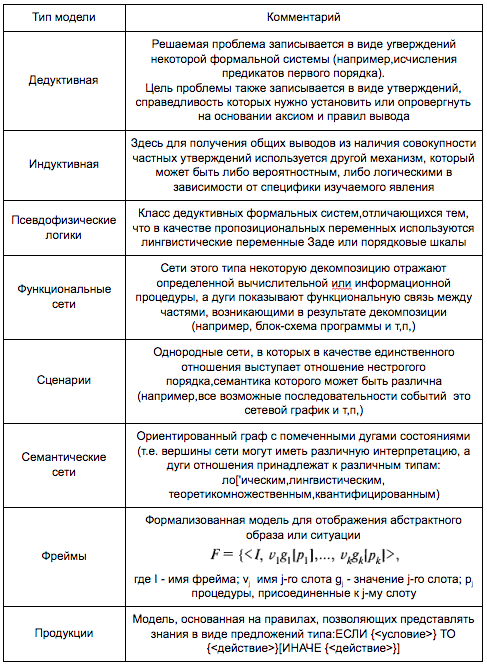 Тип модели
Комментарий
Дедуктивная
Решаемая проблема записывается в виде утверждений
некоторой формальной системы (например,исчисления
предикатов первого порядка).
Цель проблемы также записывается в виде утверждений,
справедливость которых нужно установить или опровергнуть
на основании аксиом и правил вывода
Индуктивная
Здесь для получения общих выводов из наличия совокупности
частных утверждений используется другой механизм, который
может быть либо вероятностным, либо логическими в
зависимости от специфики изучаемого явления
Псевдофизические
логики
Класс дедуктивных формальных систем,отличающихся тем,
что в качестве пропозициональных переменных используются
лингвистические переменные Заде или порядковые шкалы
Функциональные
сети
Сети этого типа некоторую декомпозицию отражают
определенной вычислительной или информационной
процедуры, а дуги показывают функциональную связь между
частями, возникающими в результате декомпозиции
(например, блок-схема программы и т,п,)
Сценарии
Однородные сети, в которых в качестве единственного
отношения выступает отношение нестрогого
порядка,семантика которого может быть различна
(например,все возможные последовательности событий это
сетевой график и т,п,)
Семантические
сети
Ориентированный граф с помеченными дугами состояниями
(т.е. вершины сети могут иметь различную интерпретацию, а
дуги отношения принадлежат к различным типам:
ло['ическим,лингвистическим,
теоретикомножественным,квантифицированным)
Фреймы
Формализованная модель для отображения абстрактного
образа или ситуации
F = {<I, v₁g₁[p₁],..., vₖgₖ[pₖ]>,
где I - имя фрейма; vⱼ имя j-го слота gⱼ - значение j-го слота; pⱼ
процедуры, присоединенные к j-му слоту
Продукции
Модель, основанная на правилах, позволяющих представлять
знания в виде предложений типа:ЕСЛИ {<условие>} ТО
{<действие>}[ИНАЧЕ {<действие>}]